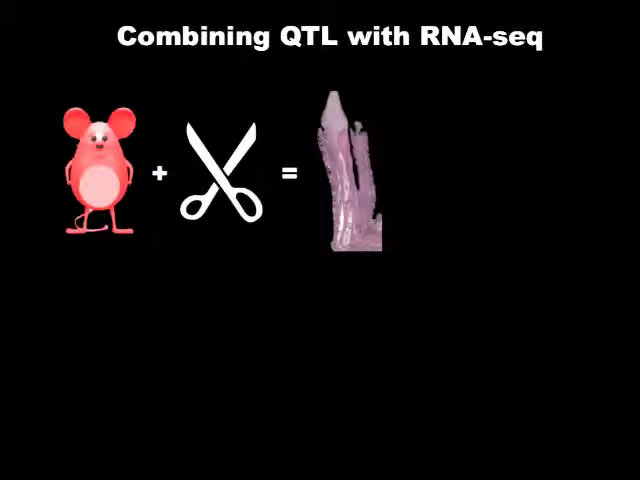 Combining QTL with RNA-seq
+ =